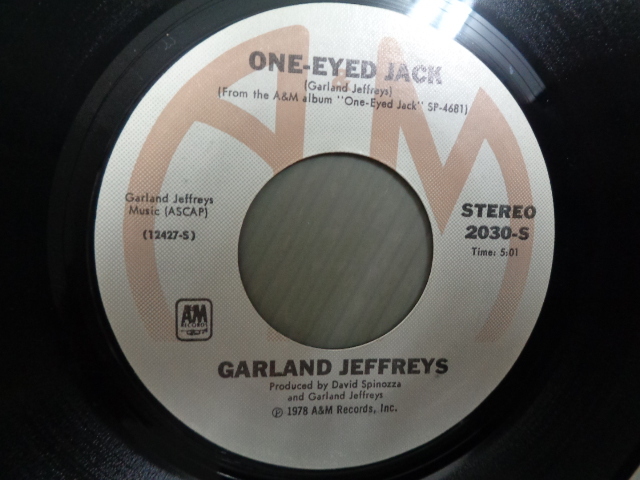 ONE-EYED JACK
(Garland Jeffreys)
(From the A&M album "One-Eyed Jack" SP-4681)
Garland Jeffreys
Music (ASCAP)
(12427-S)
STEREO
2030-S
Time: 5:01
AM
RECORDS
GARLAND JEFFREYS
Produced by David Spinozza
and Garland Jeffreys
℗ 1978 A&M Records, Inc.